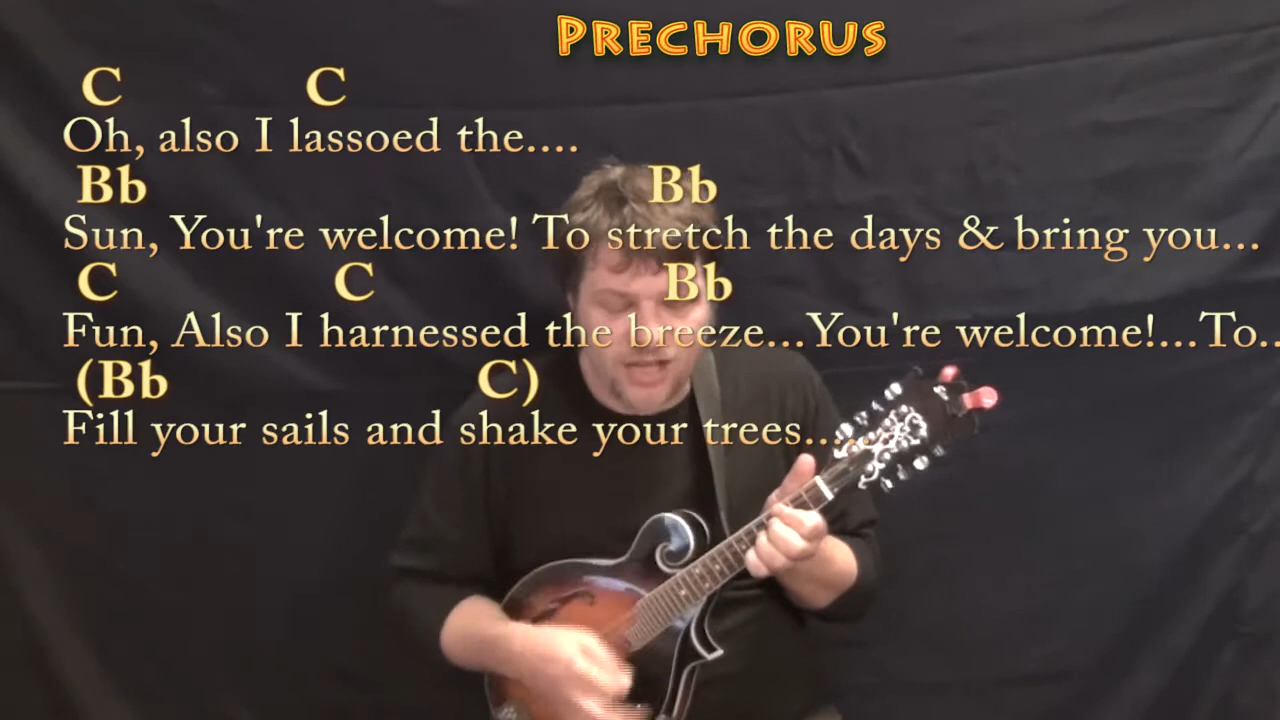 PRECHORUS
C C
Oh, also I lassoed the....
Bb Bb
Sun, You're welcome! To stretch the days & bring you...
C C Bb
Fun, Also I harnessed the breeze...You're welcome!...To..
(Bb C)
Fill your sails and shake your trees......